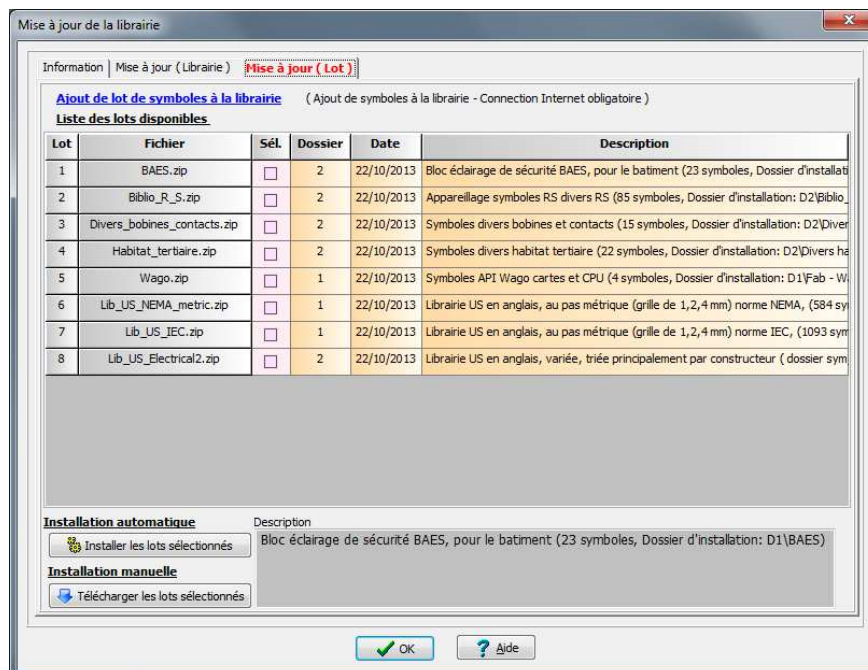 Mise à jour de la librairie
Information Mise à jour ( Librairie ) Mise à jour ( Lot )
Ajout de lot de symboles à la librairie ( Ajout de symboles à la librairie - Connection Internet obligatoire )
Liste des lots disponibles
Lot Fichier Sél. Dossier Date Description
1 BAES.zip 2 22/10/2013 Bloc éclairage de sécurité BAES, pour le batiment (23 symboles, Dossier d'installati
2 Biblio_R_S.zip 2 22/10/2013 Appareillage symboles RS divers RS (85 symboles, Dossier d'installation: D2\Biblio_
3 Divers_bobines_contacts.zip 2 22/10/2013 Symboles divers bobines et contacts (15 symboles, Dossier d'installation: D2\Diver
4 Habitat_tertiaire.zip 2 22/10/2013 Symboles divers habitat tertiaire (22 symboles, Dossier d'installation: D2\Divers ha
5 Wago.zip 1 22/10/2013 Symboles API Wago cartes et CPU (4 symboles, Dossier d'installation: D1\Fab - Wa
6 Lib_US_NEMA_metric.zip 1 22/10/2013 Librairie US en anglais, au pas métrique (grille de 1,2,4 mm) norme NEMA, (584 sy
7 Lib_US_IEC.zip 1 22/10/2013 Librairie US en anglais, au pas métrique (grille de 1,2,4 mm) norme IEC, (1093 sym
8 Lib_US_Electrical2.zip 2 22/10/2013 Librairie US en anglais, variée, triée principalement par constructeur ( dossier sym
Installation automatique Description
Installer les lots sélectionnés Bloc éclairage de sécurité BAES, pour le batiment (23 symboles, Dossier d'installation: D1\BAES)
Installation manuelle
Télécharger les lots sélectionnés
OK ? Aide